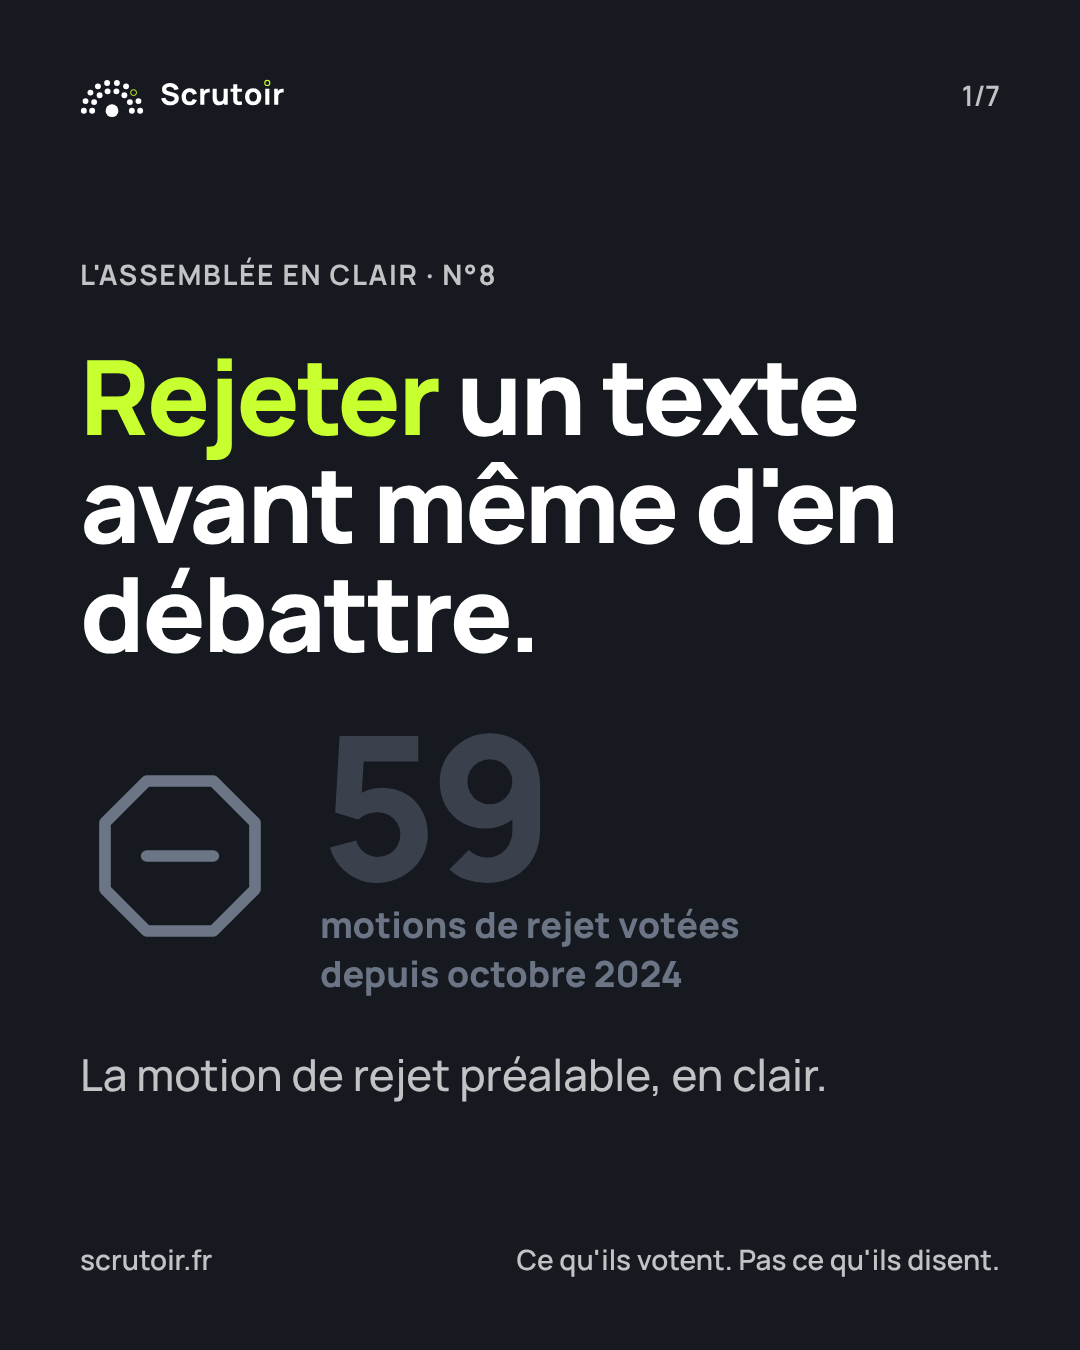 Scrutoir
1/7
L'ASSEMBLÉE EN CLAIR · N°8
Rejeter un texte
avant même d'en
débattre.
59
motions de rejet votées
depuis octobre 2024
La motion de rejet préalable, en clair.
scrutoir.fr
Ce qu'ils votent. Pas ce qu'ils disent.